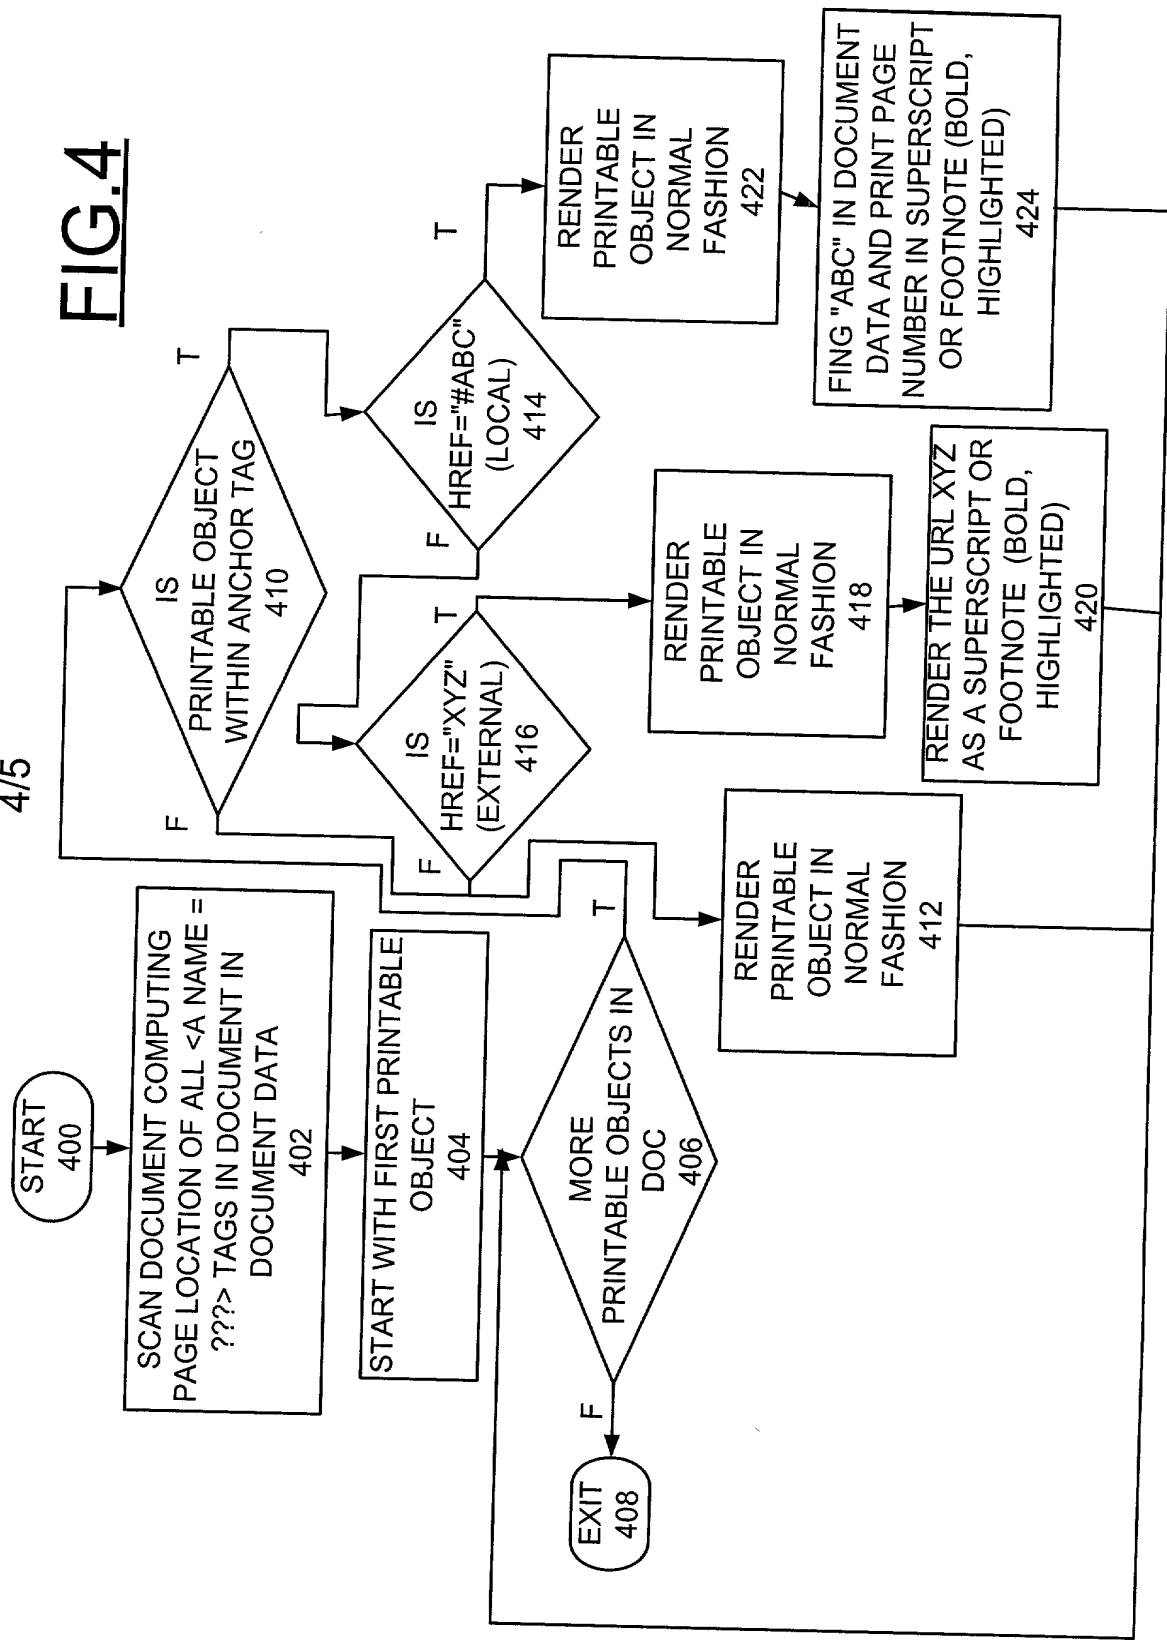 4/5
FIG.4
START
400
SCAN DOCUMENT COMPUTING
PAGE LOCATION OF ALL <A NAME =
???> TAGS IN DOCUMENT IN
DOCUMENT DATA
402
START WITH FIRST PRINTABLE
OBJECT
404
MORE
PRINTABLE OBJECTS IN
DOC
406
F
T
EXIT
408
IS
PRINTABLE OBJECT
WITHIN ANCHOR TAG
410
F
T
IS
HREF="XYZ"
(EXTERNAL)
416
F
T
IS
HREF="#ABC"
(LOCAL)
414
F
T
RENDER
PRINTABLE
OBJECT IN
NORMAL
FASHION
412
RENDER
PRINTABLE
OBJECT IN
NORMAL
FASHION
418
RENDER THE URL XYZ
AS A SUPERSCRIPT OR
FOOTNOTE (BOLD,
HIGHLIGHTED)
420
RENDER
PRINTABLE
OBJECT IN
NORMAL
FASHION
422
FING "ABC" IN DOCUMENT
DATA AND PRINT PAGE
NUMBER IN SUPERSCRIPT
OR FOOTNOTE (BOLD,
HIGHLIGHTED)
424